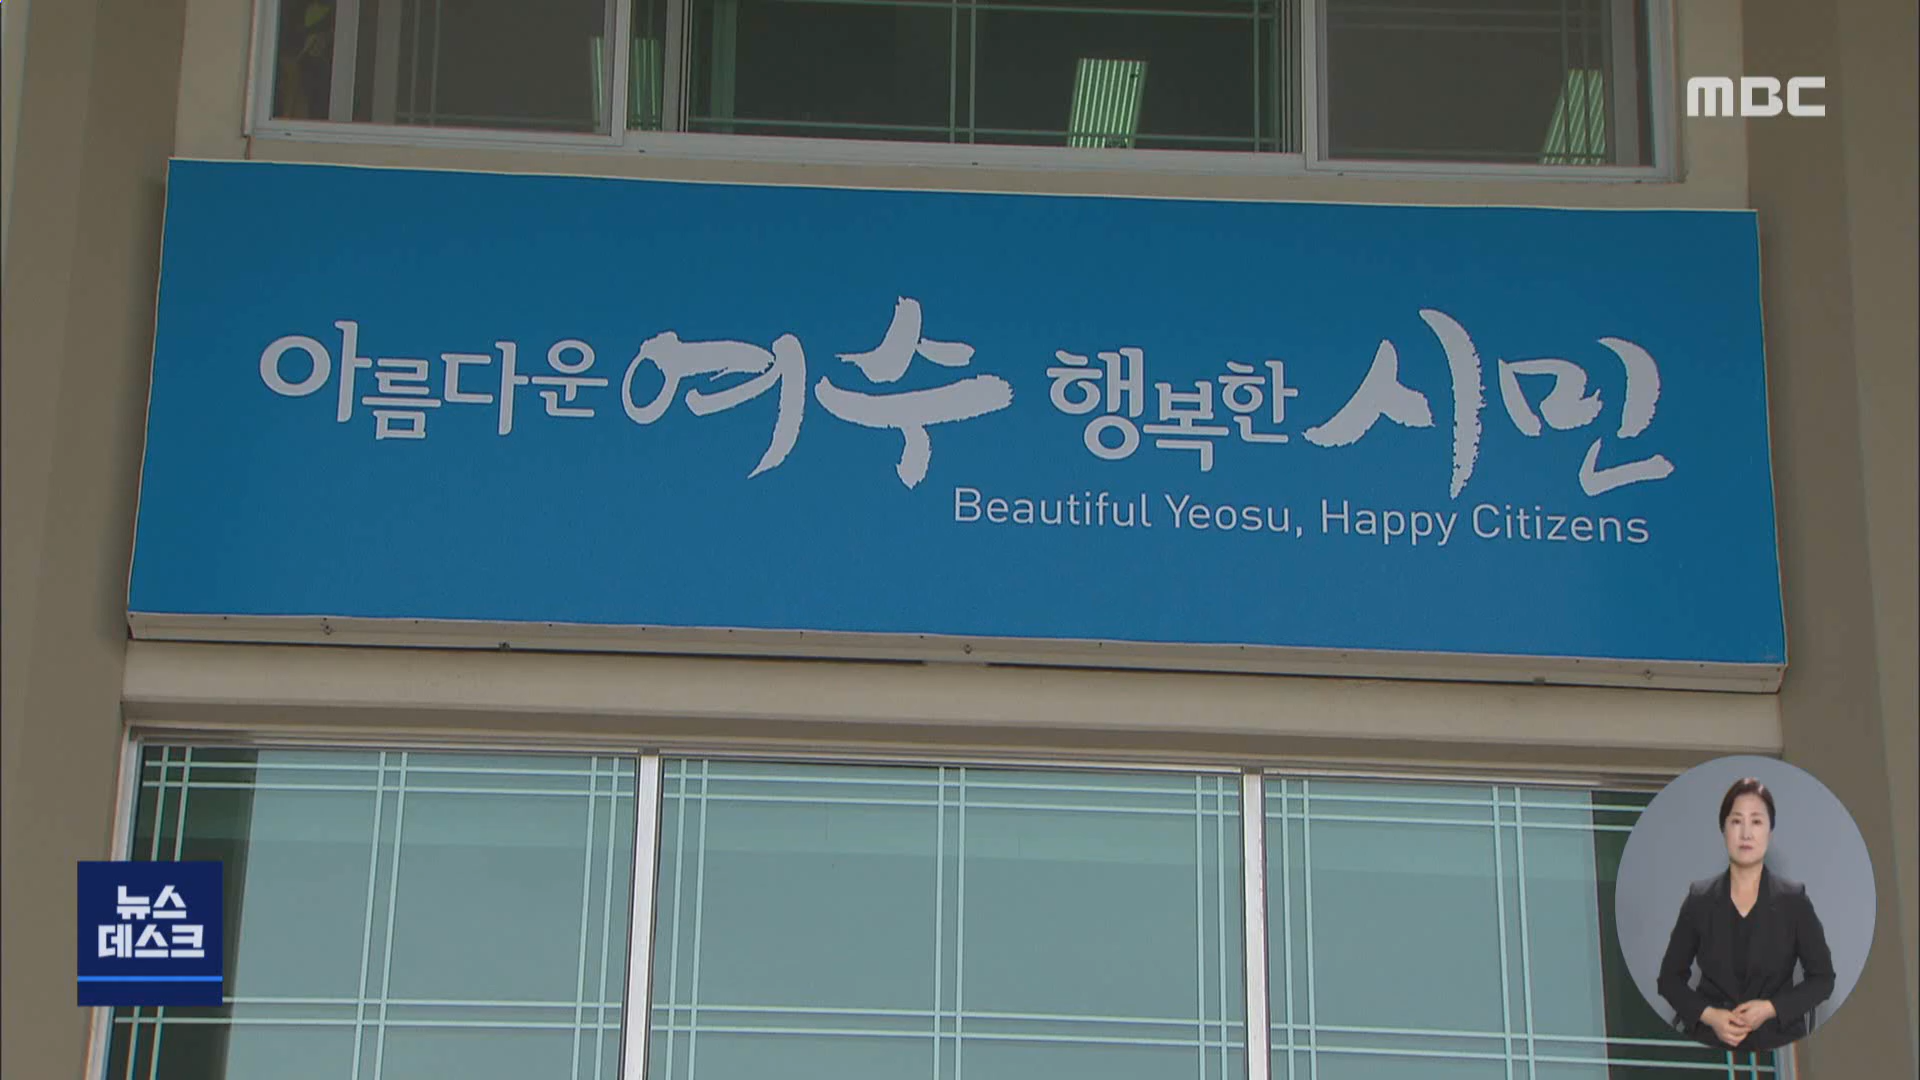 MBC
아름다운 여수 행복한 시민
Beautiful Yeosu, Happy Citizens
뉴스
데스크